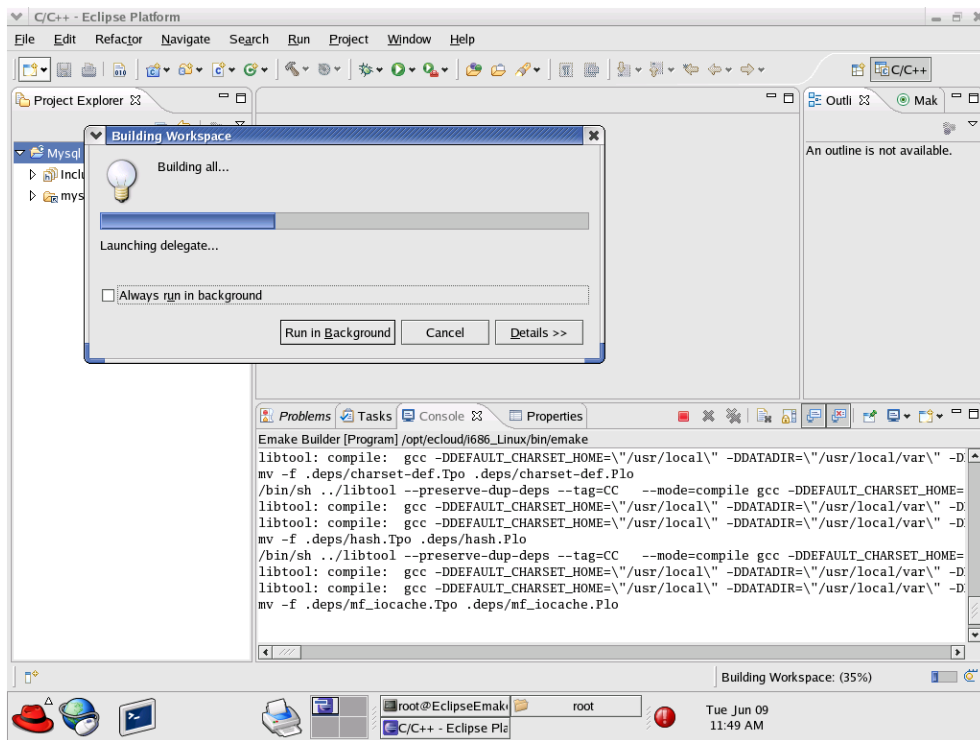 C/C++ - Eclipse Platform
File Edit Refactor Navigate Search Run Project Window Help
C/C++
Project Explorer
Outli
Mak
An outline is not available.
Mysql
Inclu
mys
Building Workspace
Building all...
Launching delegate...
Always run in background
Run in Background Cancel Details >>
Problems Tasks Console Properties
Emake Builder [Program] /opt/ecloud/i686_Linux/bin/emake
libtool: compile:  gcc -DDEFAULT_CHARSET_HOME=\"/usr/local\" -DDATADIR=\"/usr/local/var\" -D
mv -f .deps/charset-def.Tpo .deps/charset-def.Plo
/bin/sh ../libtool --preserve-dup-deps --tag=CC   --mode=compile gcc -DDEFAULT_CHARSET_HOME=
libtool: compile:  gcc -DDEFAULT_CHARSET_HOME=\"/usr/local\" -DDATADIR=\"/usr/local/var\" -D
libtool: compile:  gcc -DDEFAULT_CHARSET_HOME=\"/usr/local\" -DDATADIR=\"/usr/local/var\" -D
mv -f .deps/hash.Tpo .deps/hash.Plo
/bin/sh ../libtool --preserve-dup-deps --tag=CC   --mode=compile gcc -DDEFAULT_CHARSET_HOME=
libtool: compile:  gcc -DDEFAULT_CHARSET_HOME=\"/usr/local\" -DDATADIR=\"/usr/local/var\" -D
libtool: compile:  gcc -DDEFAULT_CHARSET_HOME=\"/usr/local\" -DDATADIR=\"/usr/local/var\" -D
mv -f .deps/mf_iocache.Tpo .deps/mf_iocache.Plo
Building Workspace: (35%)
root@EclipseEmak
root
C/C++ - Eclipse Pla
Tue Jun 09
11:49 AM